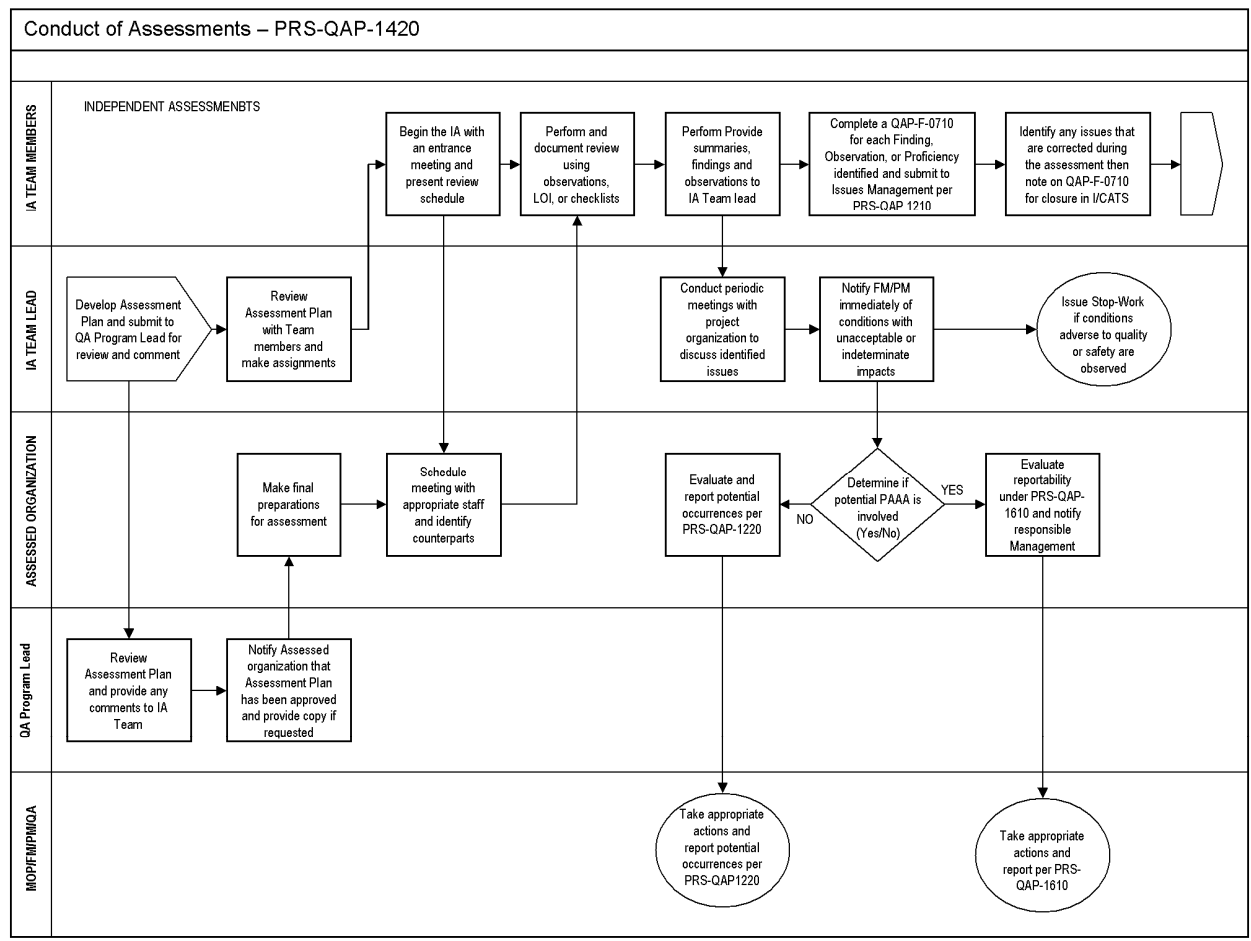 Conduct of Assessments – PRS-QAP-1420
IA TEAM MEMBERS
INDEPENDENT ASSESSMENBTS
Begin the IA with
an entrance
meeting and
present review
schedule
Perform and
document review
using
observations,
LOI, or checklists
Perform Provide
summaries,
findings and
observations to
IA Team lead
Complete a QAP-F-0710
for each Finding,
Observation, or Proficiency
identified and submit to
Issues Management per
PRS-QAP 1210
Identify any issues that
are corrected during
the assessment then
note on QAP-F-0710
for closure in I/CATS
IA TEAM LEAD
Develop Assessment
Plan and submit to
QA Program Lead for
review and comment
Review
Assessment Plan
with Team
members and
make assignments
Conduct periodic
meetings with
project
organization to
discuss identified
issues
Notify FM/PM
immediately of
conditions with
unacceptable or
indeterminate
impacts
Issue Stop-Work
if conditions
adverse to quality
or safety are
observed
ASSESSED ORGANIZATION
Make final
preparations
for assessment
Schedule
meeting with
appropriate staff
and identify
counterparts
Evaluate and
report potential
occurrences per
PRS-QAP-1220
NO
Determine if
potential PAAA is
involved
(Yes/No)
YES
Evaluate
reportability
under PRS-QAP-
1610 and notify
responsible
Management
QA Program Lead
Review
Assessment Plan
and provide any
comments to IA
Team
Notify Assessed
organization that
Assessment Plan
has been approved
and provide copy if
requested
MOP/FM/PM/QA
Take appropriate
actions and
report potential
occurrences per
PRS-QAP1220
Take appropriate
actions and
report per PRS-
QAP-1610